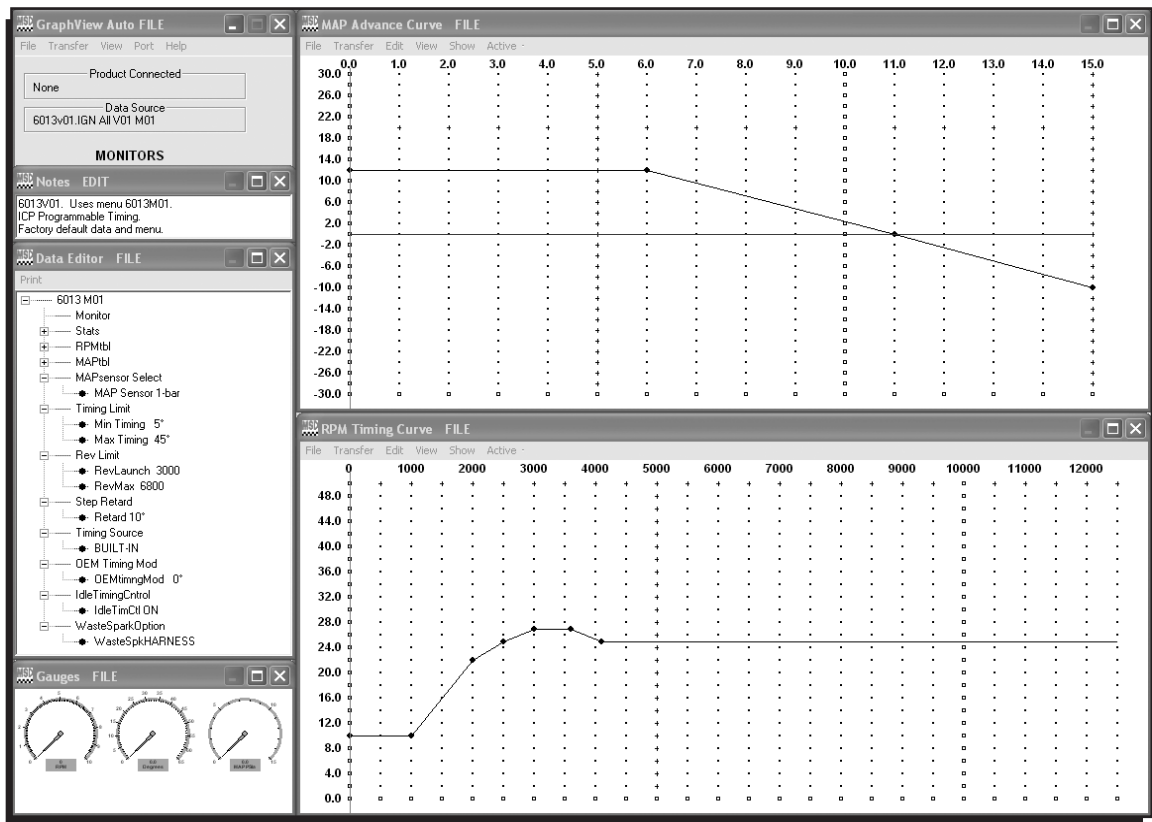 GraphView Auto FILE
File Transfer View Port Help
Product Connected
None
Data Source
6013v01.IGN All V01 M01
MONITORS
Notes EDIT
6013V01. Uses menu 6013M01.
ICP Programmable Timing.
Factory default data and menu.
Data Editor FILE
Print
6013 M01
Monitor
Stats
RPMtbl
MAPtbl
MAPsensor Select
MAP Sensor 1-bar
Timing Limit
Min Timing 5°
Max Timing 45°
Rev Limit
RevLaunch 3000
RevMax 6800
Step Retard
Retard 10°
Timing Source
BUILT-IN
OEM Timing Mod
OEMtimngMod 0°
IdleTimingCntrol
IdleTimCtl ON
WasteSparkOption
WasteSpkHARNESS
Gauges FILE
RPM
Degrees
MAP PSIa
MAP Advance Curve FILE
File Transfer Edit View Show Active -
0.0 1.0 2.0 3.0 4.0 5.0 6.0 7.0 8.0 9.0 10.0 11.0 12.0 13.0 14.0 15.0
30.0
26.0
22.0
18.0
14.0
10.0
6.0
2.0
-2.0
-6.0
-10.0
-14.0
-18.0
-22.0
-26.0
-30.0
RPM Timing Curve FILE
File Transfer Edit View Show Active -
0 1000 2000 3000 4000 5000 6000 7000 8000 9000 10000 11000 12000
48.0
44.0
40.0
36.0
32.0
28.0
24.0
20.0
16.0
12.0
8.0
4.0
0.0